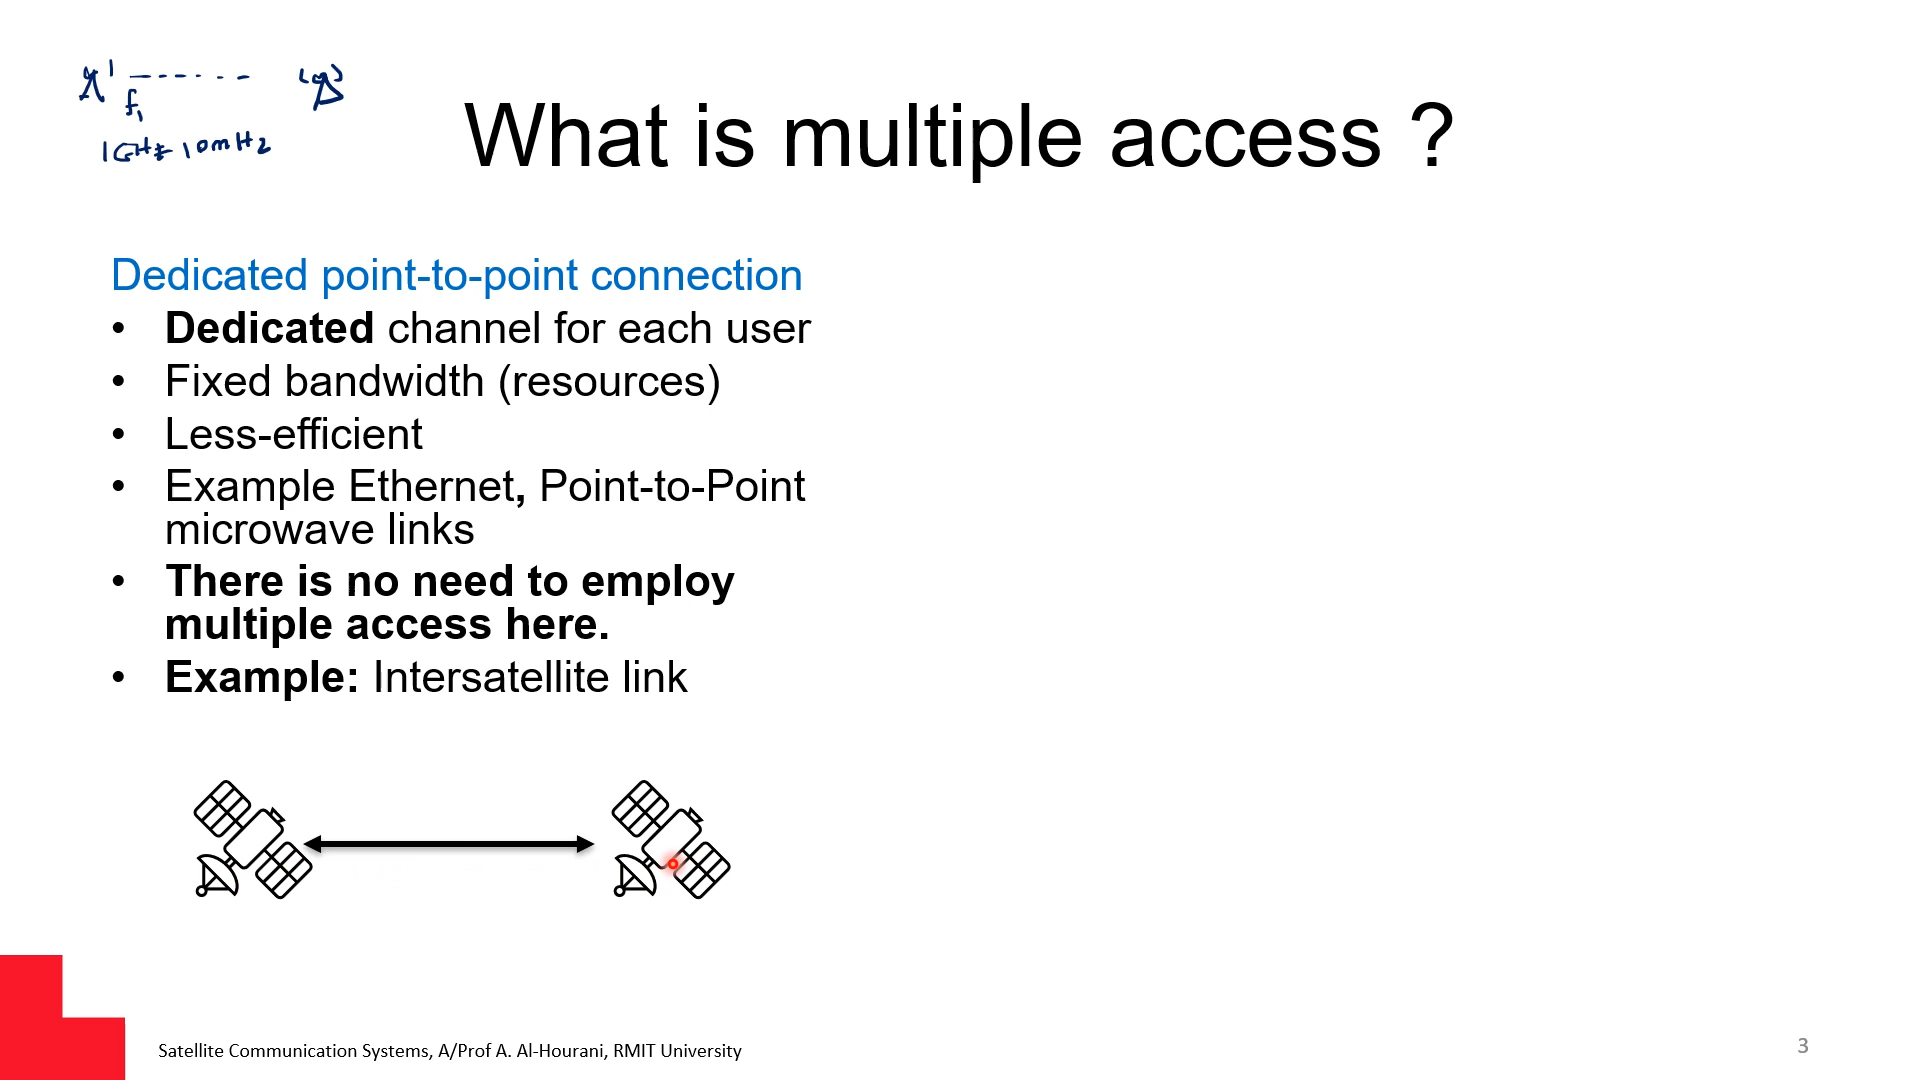 f1
1GHz 10mHz
What is multiple access ?
Dedicated point-to-point connection
• Dedicated channel for each user
• Fixed bandwidth (resources)
• Less-efficient
• Example Ethernet, Point-to-Point
microwave links
• There is no need to employ
multiple access here.
• Example: Intersatellite link
Satellite Communication Systems, A/Prof A. Al-Hourani, RMIT University
3